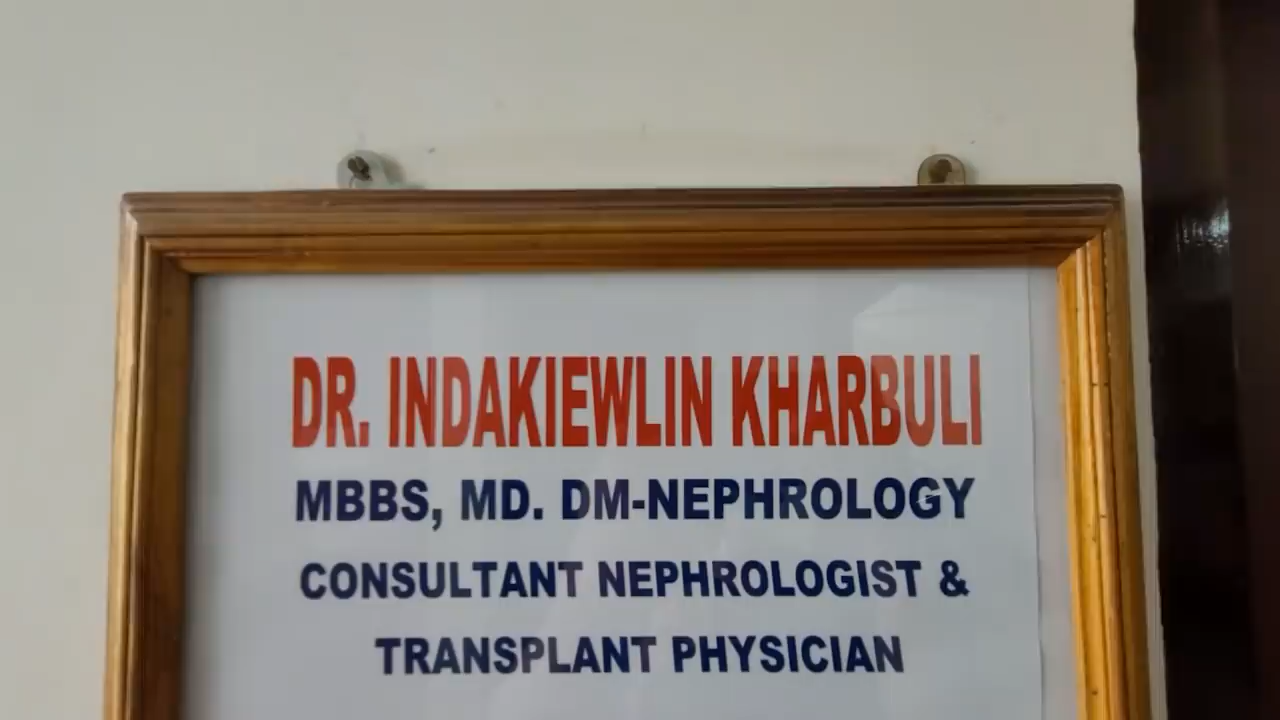 DR. INDAKIEWLIN KHARBULI
MBBS, MD. DM-NEPHROLOGY
CONSULTANT NEPHROLOGIST &
TRANSPLANT PHYSICIAN